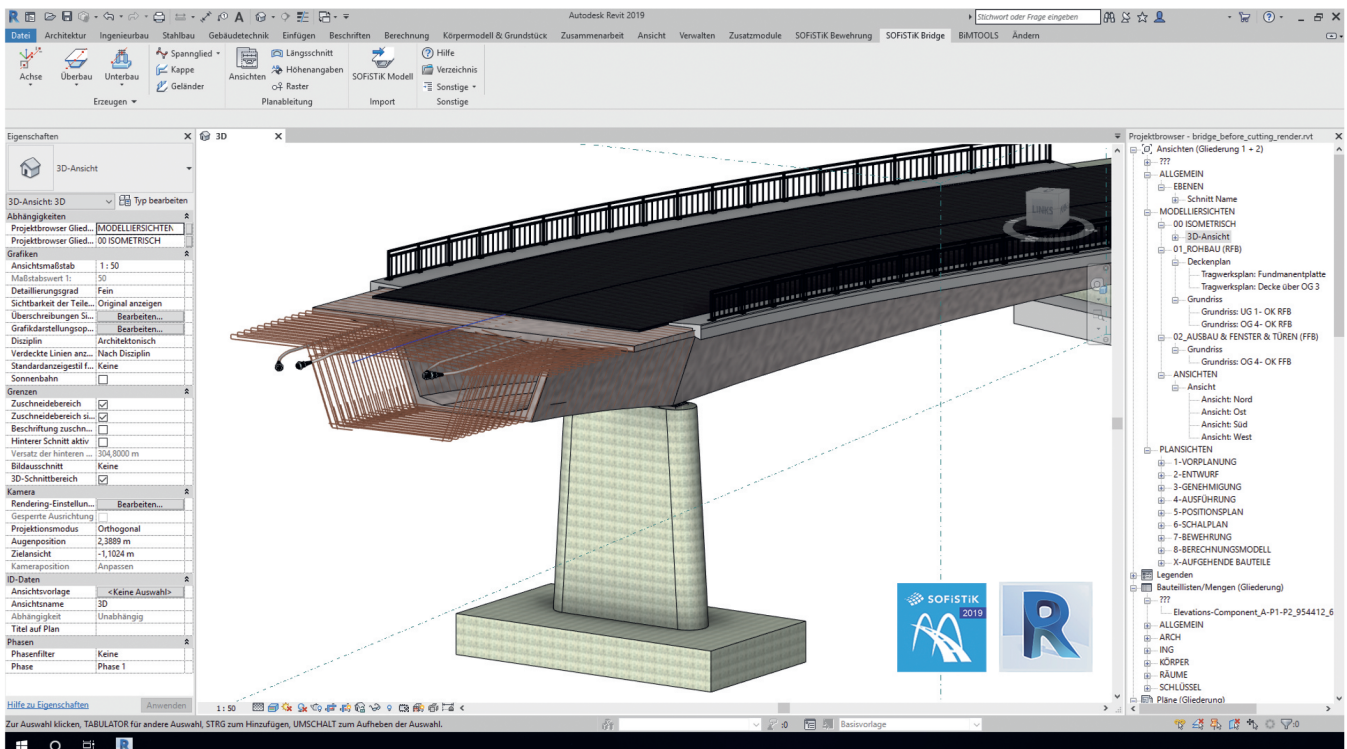 Autodesk Revit 2019
Stichwort oder Frage eingeben
Datei Architektur Ingenieurbau Stahlbau Gebäudetechnik Einfügen Beschriften Berechnung Körpermodell & Grundstück Zusammenarbeit Ansicht Verwalten Zusatzmodule SOFiSTiK Bewehrung SOFiSTiK Bridge BiMTOOLS Ändern
Achse
Überbau
Unterbau
Spannglied
Kappe
Geländer
Erzeugen
Ansichten
Längsschnitt
Höhenangaben
Raster
Planableitung
SOFiSTiK Modell
Import
Hilfe
Verzeichnis
Sonstige
Sonstige
Eigenschaften
3D-Ansicht
3D-Ansicht: 3D
Typ bearbeiten
Abhängigkeiten
Projektbrowser Glied... MODELLIERSICHTEN
Projektbrowser Glied... 00 ISOMETRISCH
Grafiken
Ansichtsmaßstab 1 : 50
Maßstabswert 1: 50
Detaillierungsgrad Fein
Sichtbarkeit der Teile... Original anzeigen
Überschreibungen Si... Bearbeiten...
Grafikdarstellungsop... Bearbeiten...
Disziplin Architektonisch
Verdeckte Linien anz... Nach Disziplin
Standardanzeigestil f... Keine
Sonnenbahn
Grenzen
Zuschneidebereich
Zuschneidebereich si...
Beschriftung zuschn...
Hinterer Schnitt aktiv
Versatz der hinteren ... 304,8000 m
Bildausschnitt Keine
3D-Schnittbereich
Kamera
Rendering-Einstellun... Bearbeiten...
Gesperrte Ausrichtung
Projektionsmodus Orthogonal
Augenposition 2,3889 m
Zielansicht -1,1024 m
Kameraposition Anpassen
ID-Daten
Ansichtsvorlage <Keine Auswahl>
Ansichtsname 3D
Abhängigkeit Unabhängig
Titel auf Plan
Phasen
Phasenfilter Keine
Phase Phase 1
Hilfe zu Eigenschaften
Anwenden
3D
LINKS
SOFiSTiK
2019
R
1 : 50
Projektbrowser - bridge_before_cutting_render.rvt
Ansichten (Gliederung 1 + 2)
???
ALLGEMEIN
EBENEN
Schnitt Name
MODELLIERSICHTEN
00 ISOMETRISCH
3D-Ansicht
01_ROHBAU (RFB)
Deckenplan
Tragwerksplan: Fundmanentplatte
Tragwerksplan: Decke über OG 3
Grundriss
Grundriss: UG 1- OK RFB
Grundriss: OG 4- OK RFB
02_AUSBAU & FENSTER & TÜREN (FFB)
Grundriss
Grundriss: OG 4- OK FFB
ANSICHTEN
Ansicht
Ansicht: Nord
Ansicht: Ost
Ansicht: Süd
Ansicht: West
PLANSICHTEN
1-VORPLANUNG
2-ENTWURF
3-GENEHMIGUNG
4-AUSFÜHRUNG
5-POSITIONSPLAN
6-SCHALPLAN
7-BEWEHRUNG
8-BERECHNUNGSMODELL
X-AUFGEHENDE BAUTEILE
Legenden
Bauteillisten/Mengen (Gliederung)
???
Elevations-Component_A-P1-P2_954412_6
ALLGEMEIN
ARCH
ING
KÖRPER
RÄUME
SCHLÜSSEL
Pläne (Gliederung)
Zur Auswahl klicken, TABULATOR für andere Auswahl, STRG zum Hinzufügen, UMSCHALT zum Aufheben der Auswahl.
:0
Basisvorlage
:0